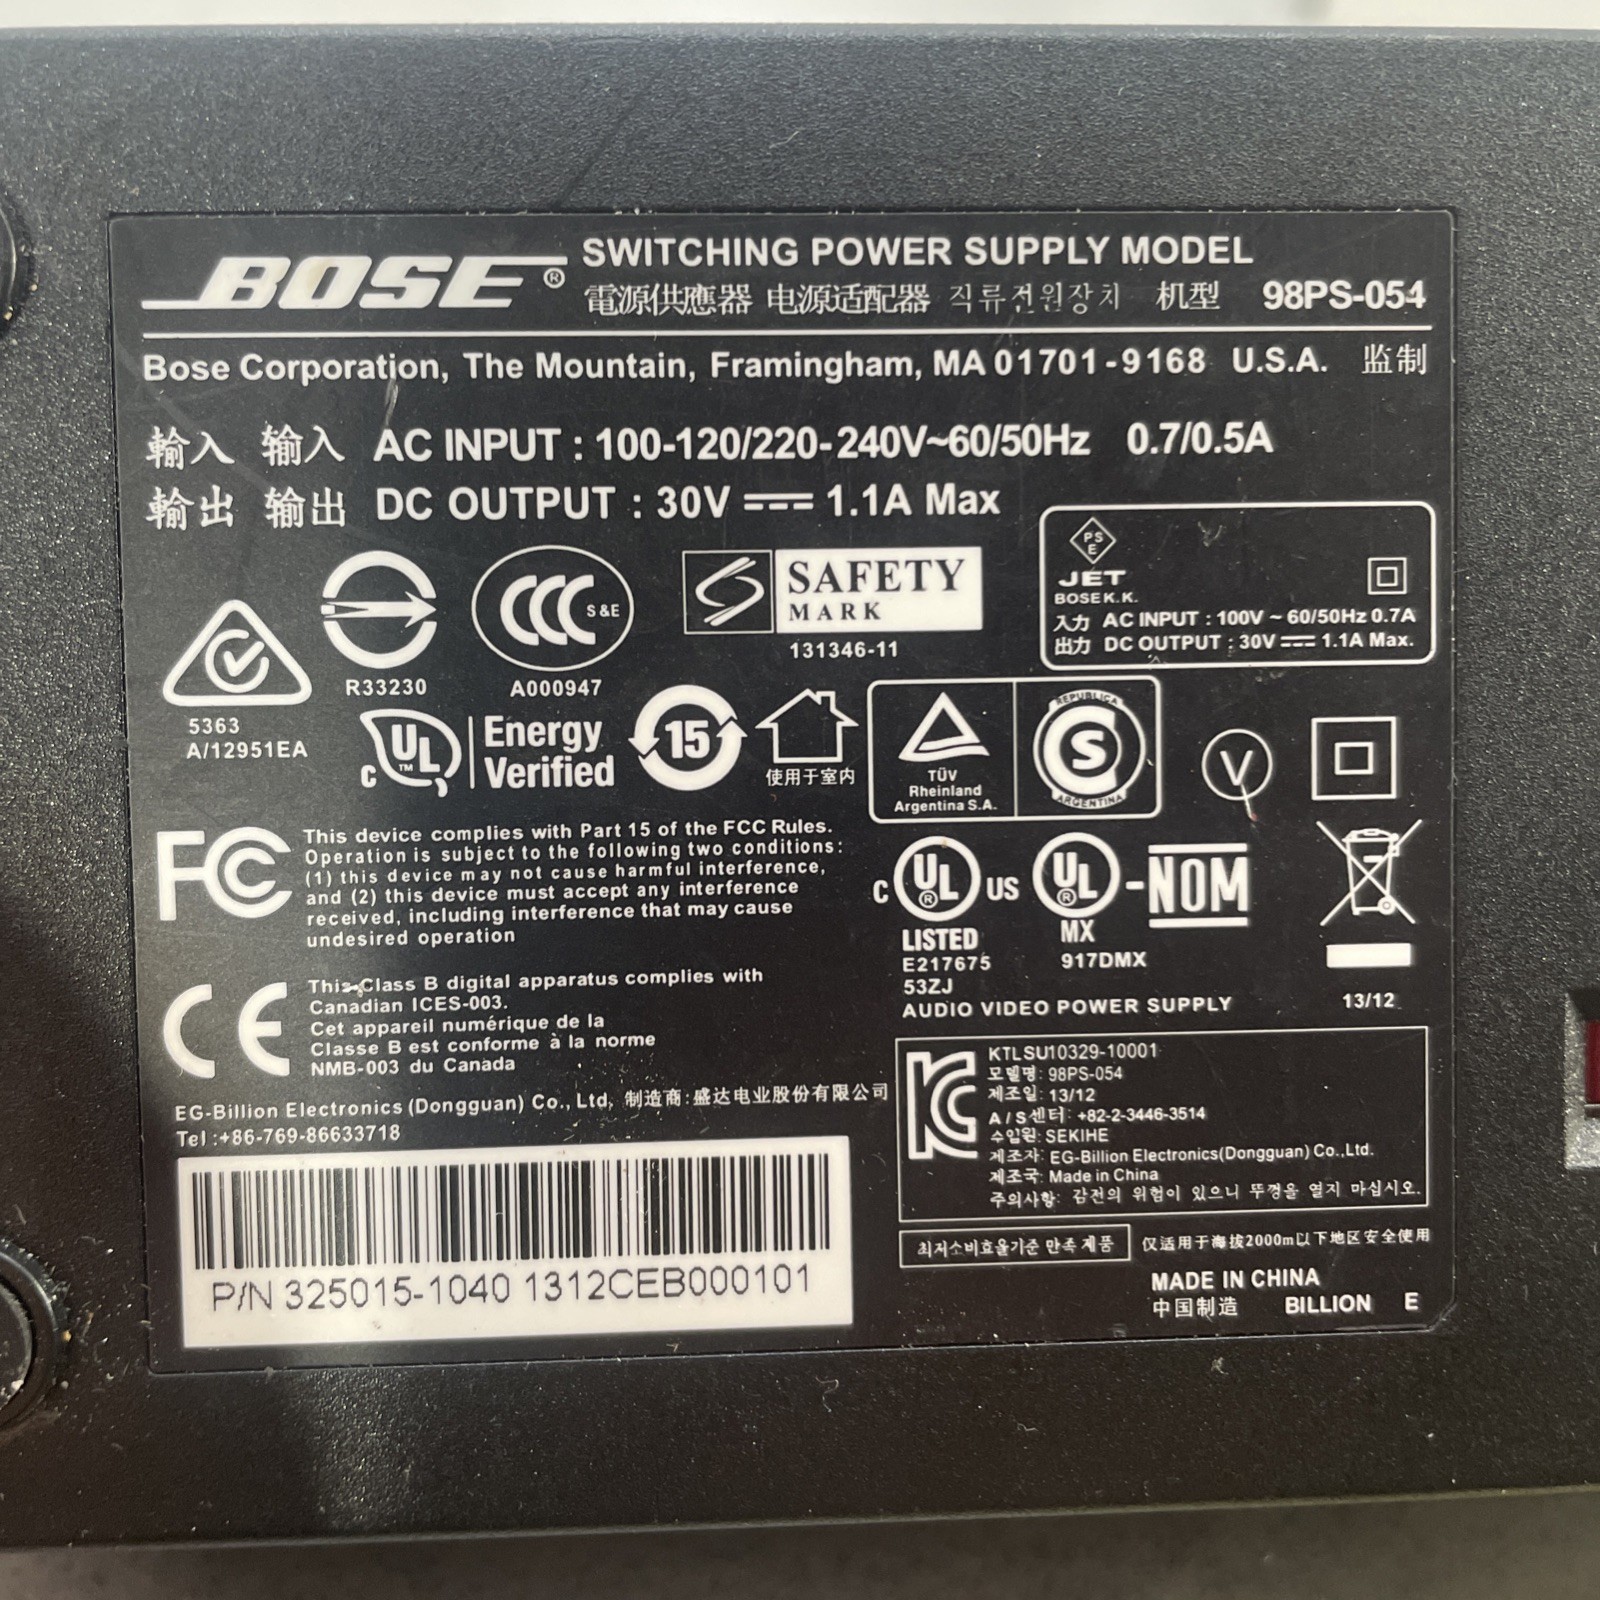 BOSE® SWITCHING POWER SUPPLY MODEL
電源供應器 电源适配器 직류전원장치 机型 98PS-054
Bose Corporation, The Mountain, Framingham, MA 01701-9168 U.S.A. 监制
輸入 输入 AC INPUT : 100-120/220-240V~60/50Hz 0.7/0.5A
輸出 输出 DC OUTPUT : 30V ⎓ 1.1A Max
PS
E
JET
BOSE K.K.
入力 AC INPUT : 100V ~ 60/50Hz 0.7A
出力 DC OUTPUT : 30V ⎓ 1.1A Max.
5363
A/12951EA
R33230
CCC S&E
A000947
S SAFETY
MARK
131346-11
c UL™ Energy
Verified
15
使用于室内
TÜV
Rheinland
Argentina S.A.
REPUBLICA
S
ARGENTINA
V
FC This device complies with Part 15 of the FCC Rules.
Operation is subject to the following two conditions:
(1) this device may not cause harmful interference,
and (2) this device must accept any interference
received, including interference that may cause
undesired operation
C UL® US
LISTED
E217675
53ZJ
UL® -NOM
MX
917DMX
AUDIO VIDEO POWER SUPPLY
13/12
CE This Class B digital apparatus complies with
Canadian ICES-003.
Cet appareil numérique de la
Classe B est conforme à la norme
NMB-003 du Canada
EG-Billion Electronics (Dongguan) Co., Ltd. 制造商:盛达电业股份有限公司
Tel :+86-769-86633718
P/N 325015-1040 1312CEB000101
KC KTLSU10329-10001
모델명: 98PS-054
제조일: 13/12
A/S센터: +82-2-3446-3514
수입원: SEKIHE
제조자: EG-Billion Electronics(Dongguan) Co.,Ltd.
제조국: Made in China
주의사항: 감전의 위험이 있으니 뚜껑을 열지 마십시오.
최저소비효율기준 만족 제품
仅适用于海拔2000m以下地区安全使用
MADE IN CHINA
中国制造 BILLION E